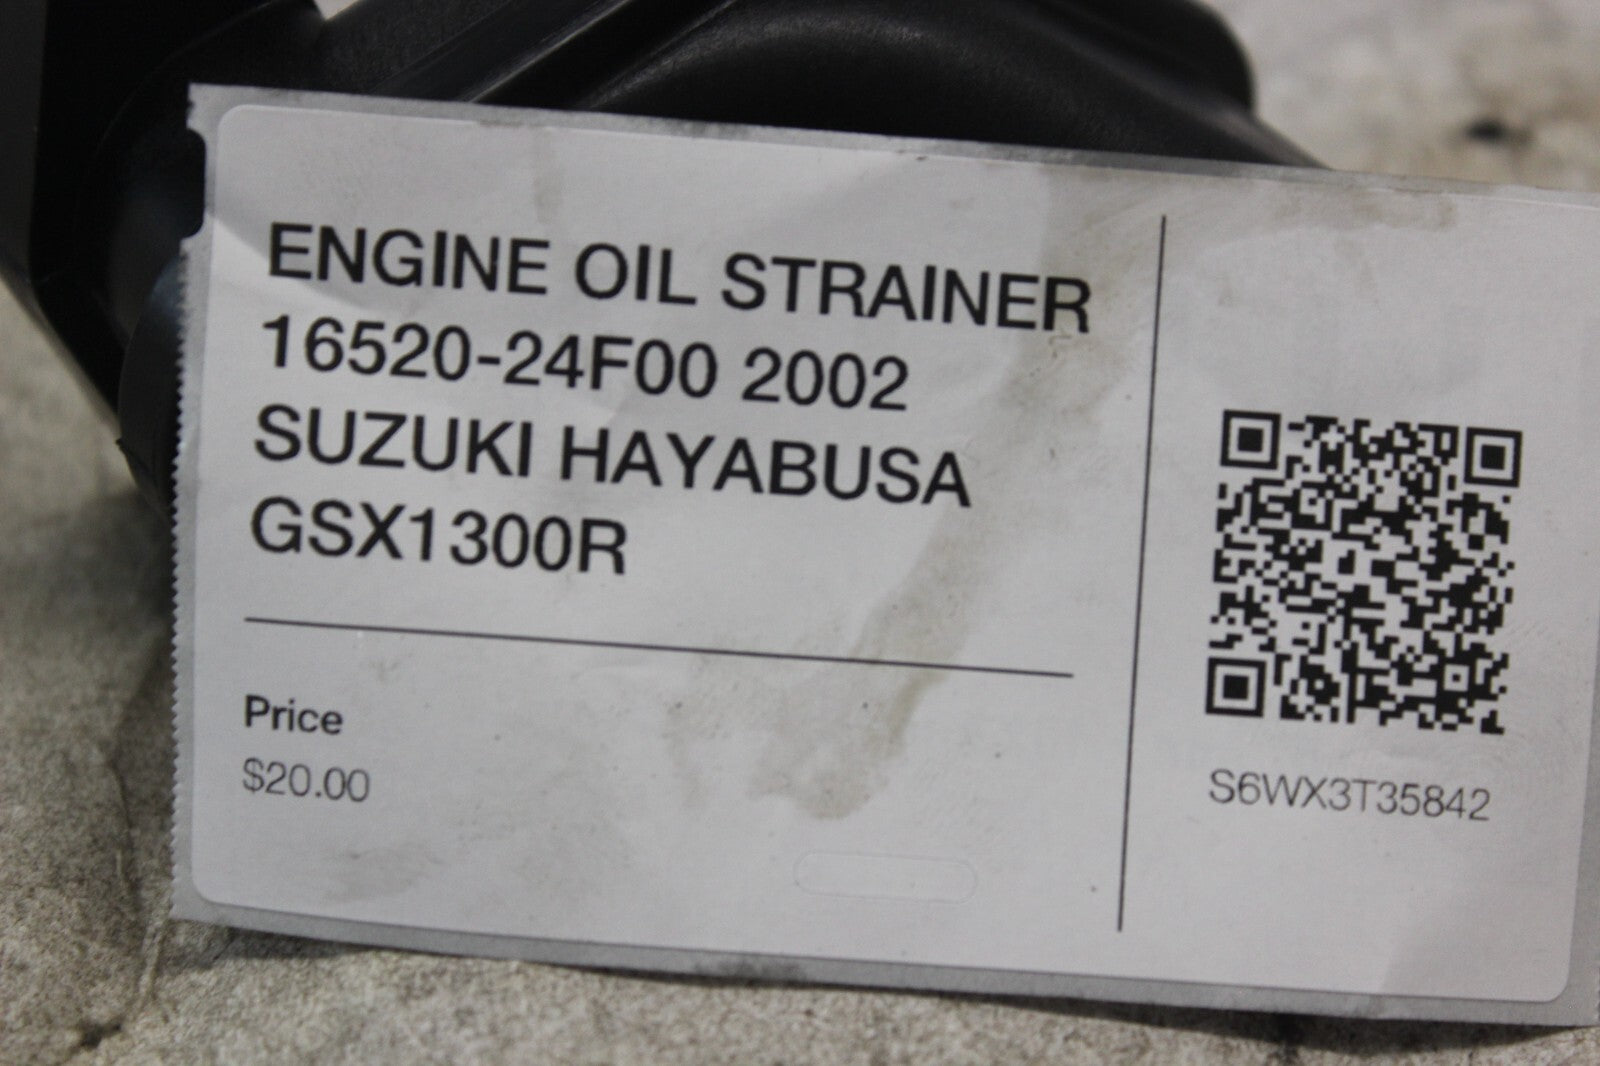 ENGINE OIL STRAINER
16520-24F00 2002
SUZUKI HAYABUSA
GSX1300R
Price
$20.00
S6WX3T35842